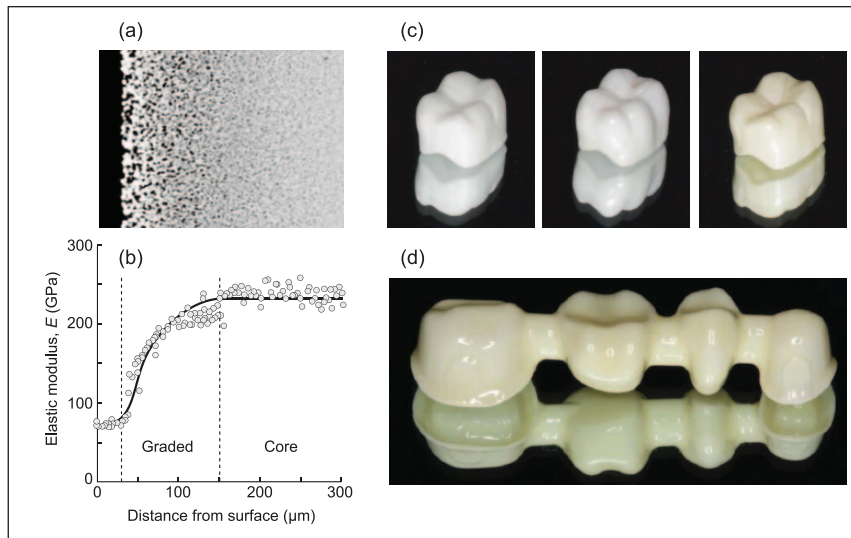 (a)
(b)
300
200
100
0
Elastic modulus, E (GPa)
Graded
Core
0
100
200
300
Distance from surface (μm)
(c)
(d)